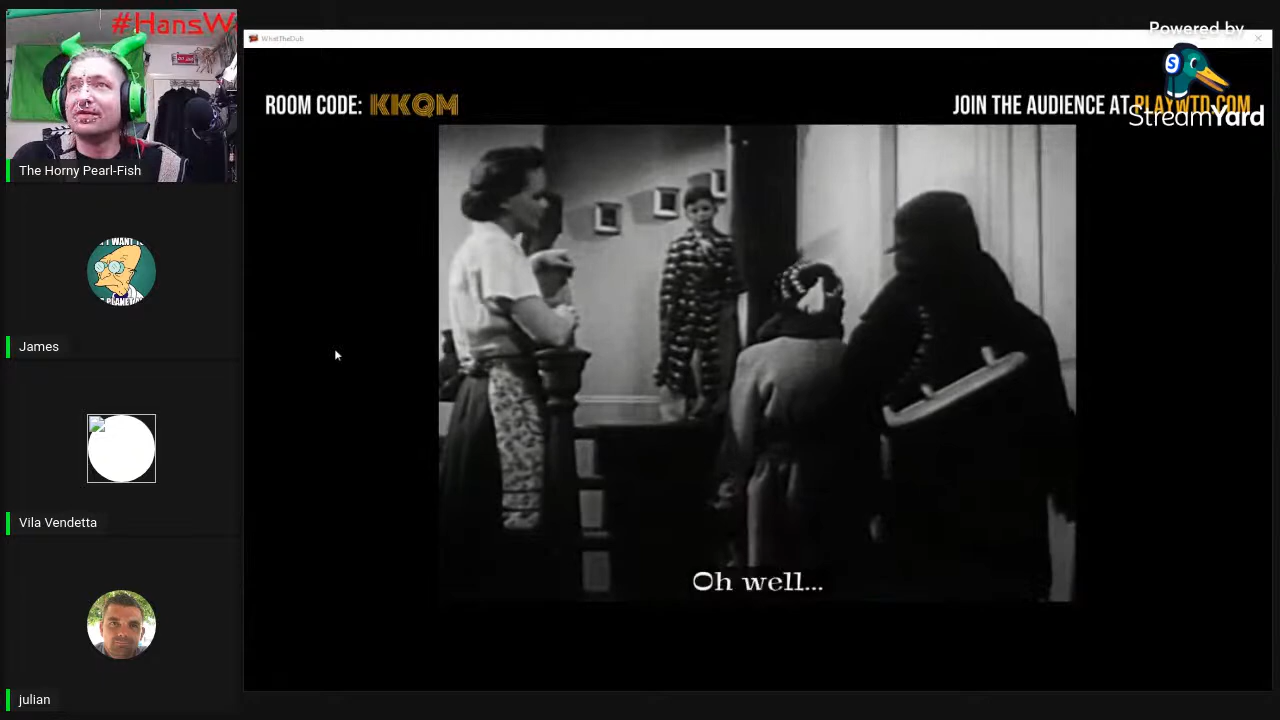 #HansW
The Horny Pearl-Fish
James
Vila Vendetta
julian
WhatTheDub
Powered by
StreamYard
ROOM CODE: KKQM
JOIN THE AUDIENCE AT PLAYWTD.COM
Oh well...